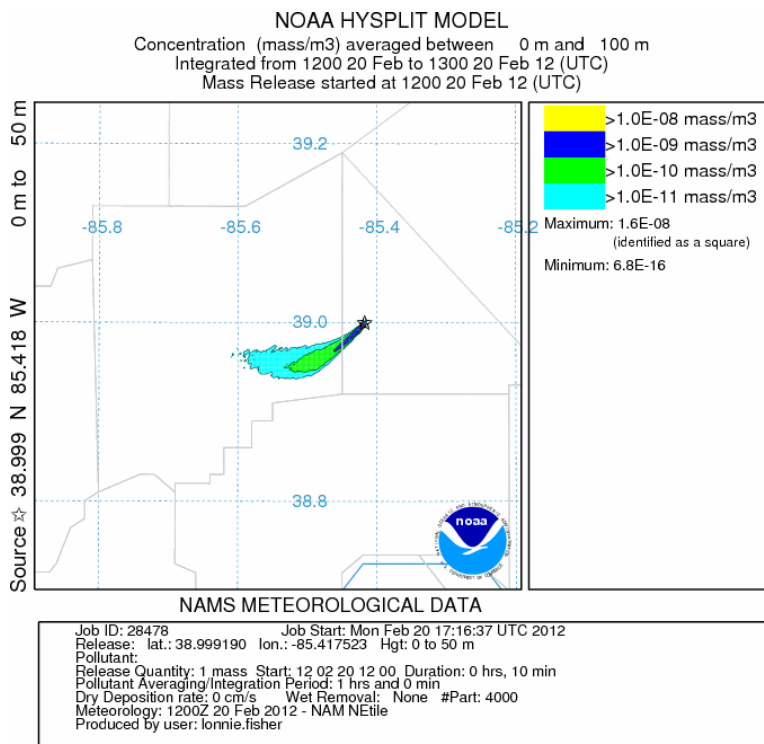 NOAA HYSPLIT MODEL
Concentration (mass/m3) averaged between 0 m and 100 m
Integrated from 1200 20 Feb to 1300 20 Feb 12 (UTC)
Mass Release started at 1200 20 Feb 12 (UTC)
Source ☆ 38.999 N 85.418 W 0 m to 50 m
39.2
-85.8 -85.6 -85.4 -85.2
39.0
38.8
noaa
>1.0E-08 mass/m3
>1.0E-09 mass/m3
>1.0E-10 mass/m3
>1.0E-11 mass/m3
Maximum: 1.6E-08
(identified as a square)
Minimum: 6.8E-16
NAMS METEOROLOGICAL DATA
Job ID: 28478 Job Start: Mon Feb 20 17:16:37 UTC 2012
Release: lat.: 38.999190 lon.: -85.417523 Hgt: 0 to 50 m
Pollutant:
Release Quantity: 1 mass Start: 12 02 20 12 00 Duration: 0 hrs, 10 min
Pollutant Averaging/Integration Period: 1 hrs and 0 min
Dry Deposition rate: 0 cm/s Wet Removal: None #Part: 4000
Meteorology: 1200Z 20 Feb 2012 - NAM NEtile
Produced by user: lonnie.fisher